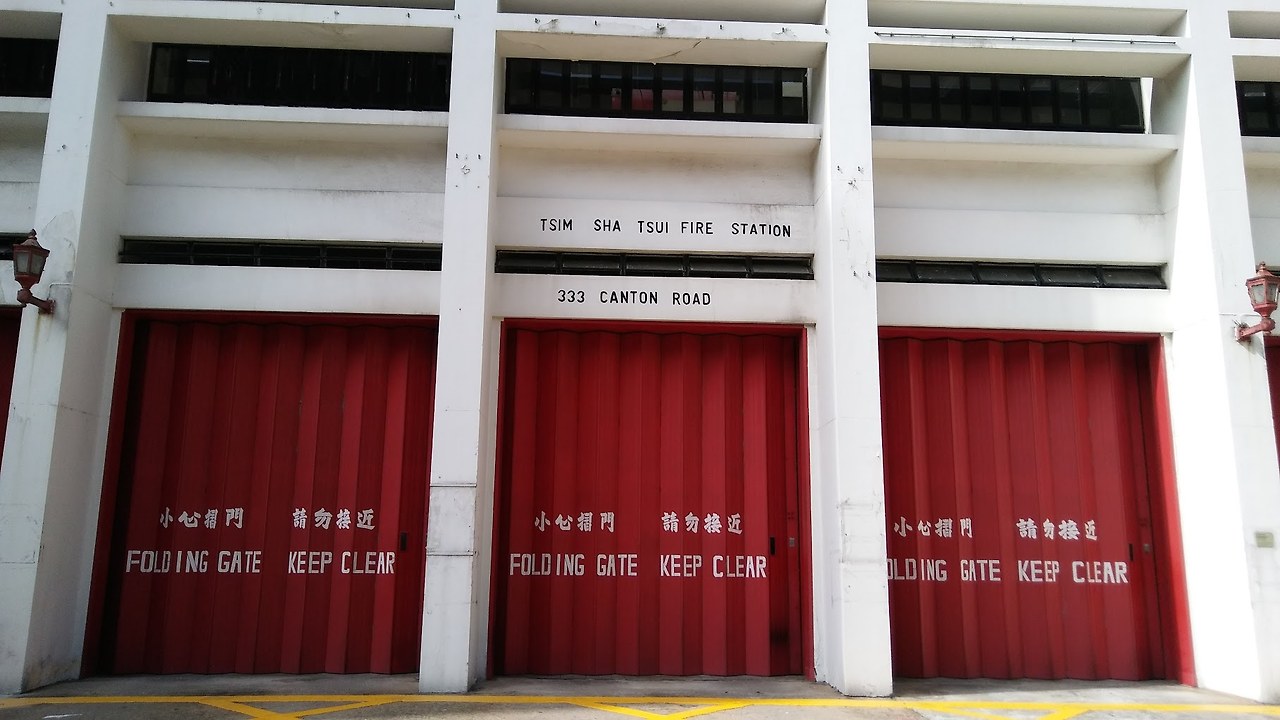 TSIM SHA TSUI FIRE STATION
333 CANTON ROAD
小心摺門 請勿接近
FOLDING GATE KEEP CLEAR
小心摺門 請勿接近
FOLDING GATE KEEP CLEAR
小心摺門 請勿接近
OLDING GATE KEEP CLEAR